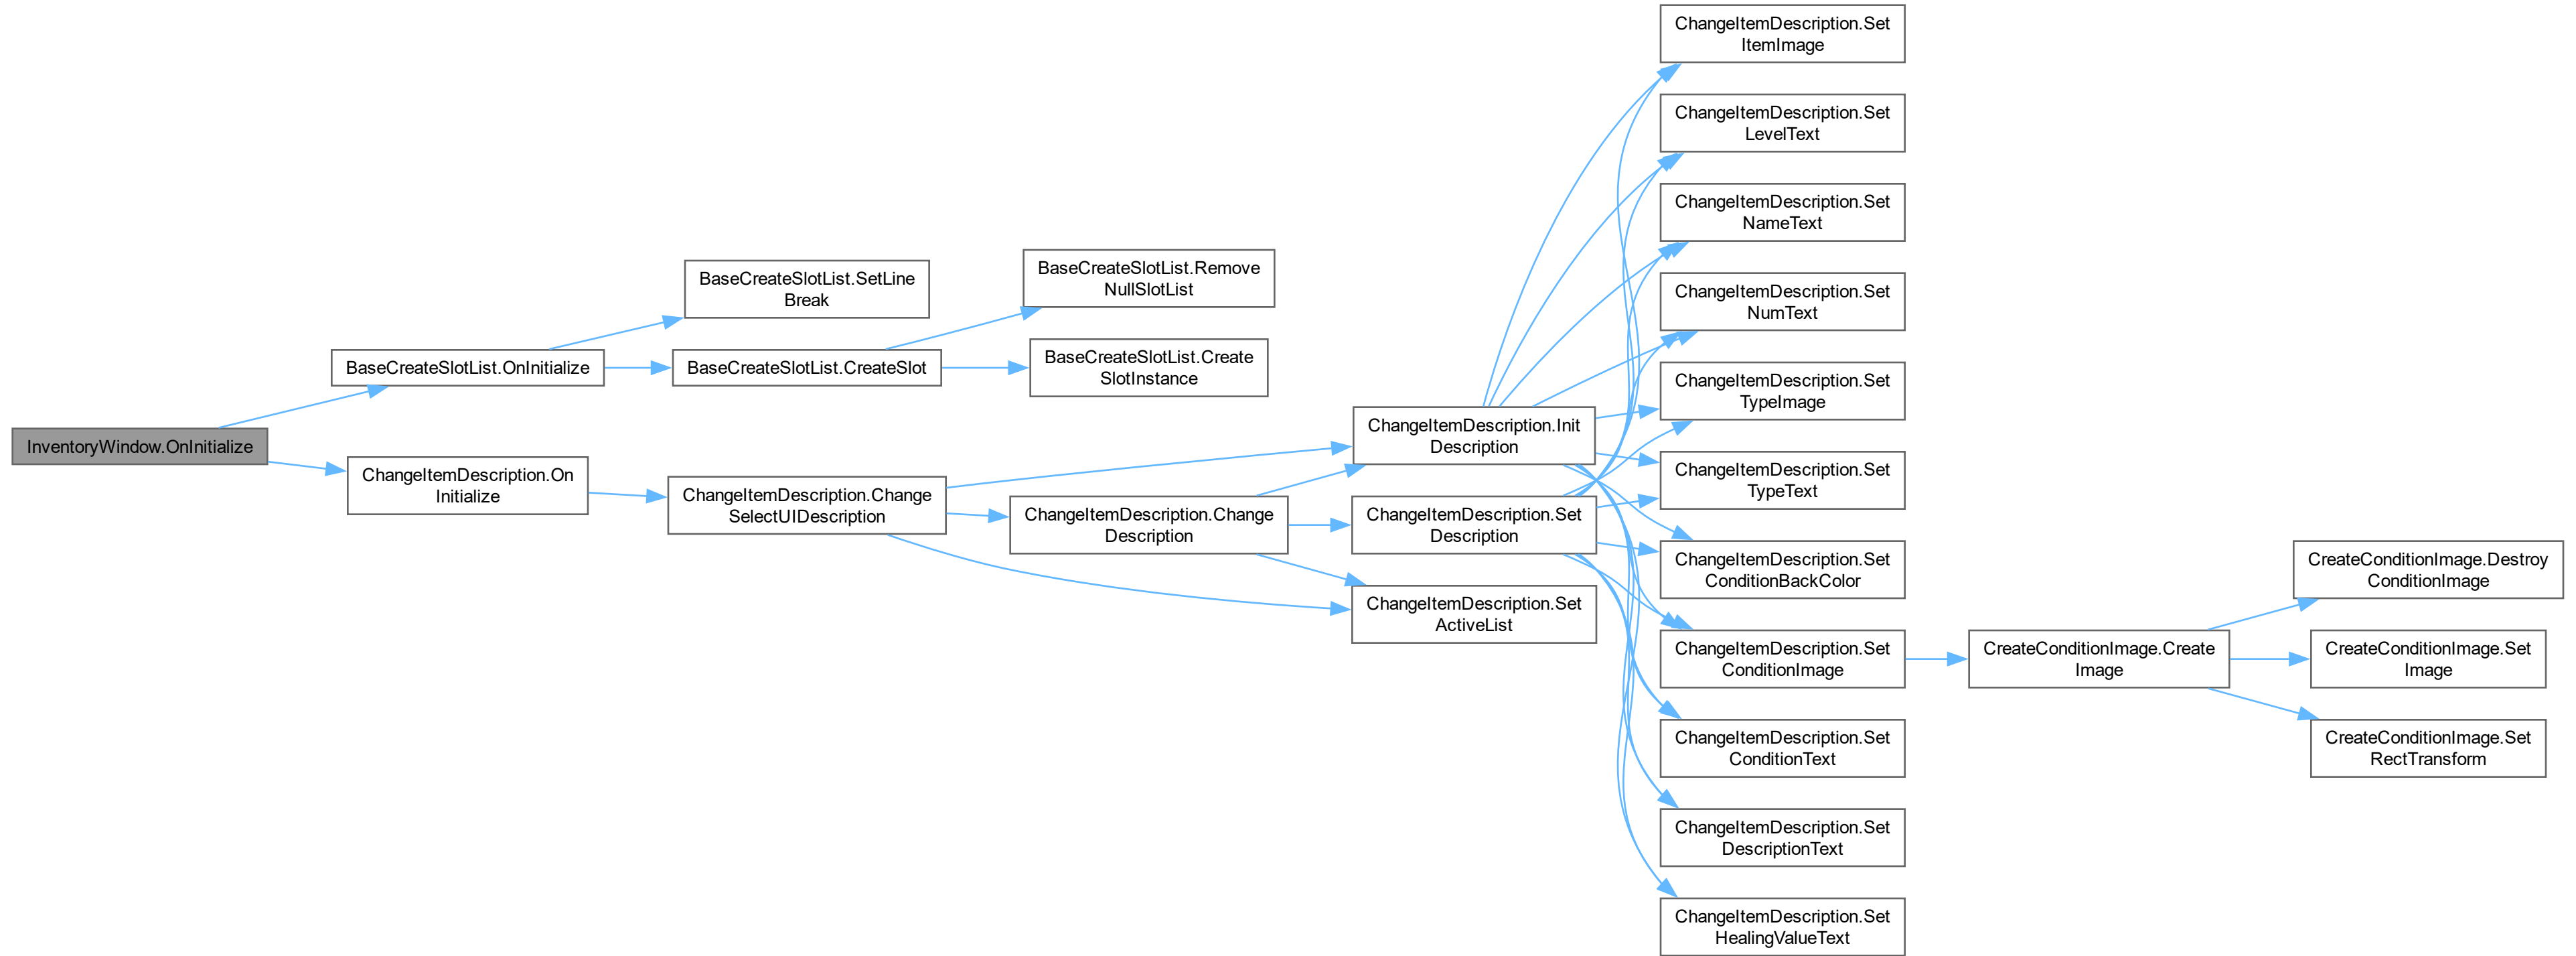 InventoryWindow.OnInitialize
BaseCreateSlotList.OnInitialize
ChangeItemDescription.On
Initialize
BaseCreateSlotList.SetLine
Break
BaseCreateSlotList.CreateSlot
ChangeItemDescription.Change
SelectUIDescription
BaseCreateSlotList.Remove
NullSlotList
BaseCreateSlotList.Create
SlotInstance
ChangeItemDescription.Change
Description
ChangeItemDescription.Init
Description
ChangeItemDescription.Set
Description
ChangeItemDescription.Set
ActiveList
ChangeItemDescription.Set
ItemImage
ChangeItemDescription.Set
LevelText
ChangeItemDescription.Set
NameText
ChangeItemDescription.Set
NumText
ChangeItemDescription.Set
TypeImage
ChangeItemDescription.Set
TypeText
ChangeItemDescription.Set
ConditionBackColor
ChangeItemDescription.Set
ConditionImage
ChangeItemDescription.Set
ConditionText
ChangeItemDescription.Set
DescriptionText
ChangeItemDescription.Set
HealingValueText
CreateConditionImage.Create
Image
CreateConditionImage.Destroy
ConditionImage
CreateConditionImage.Set
Image
CreateConditionImage.Set
RectTransform